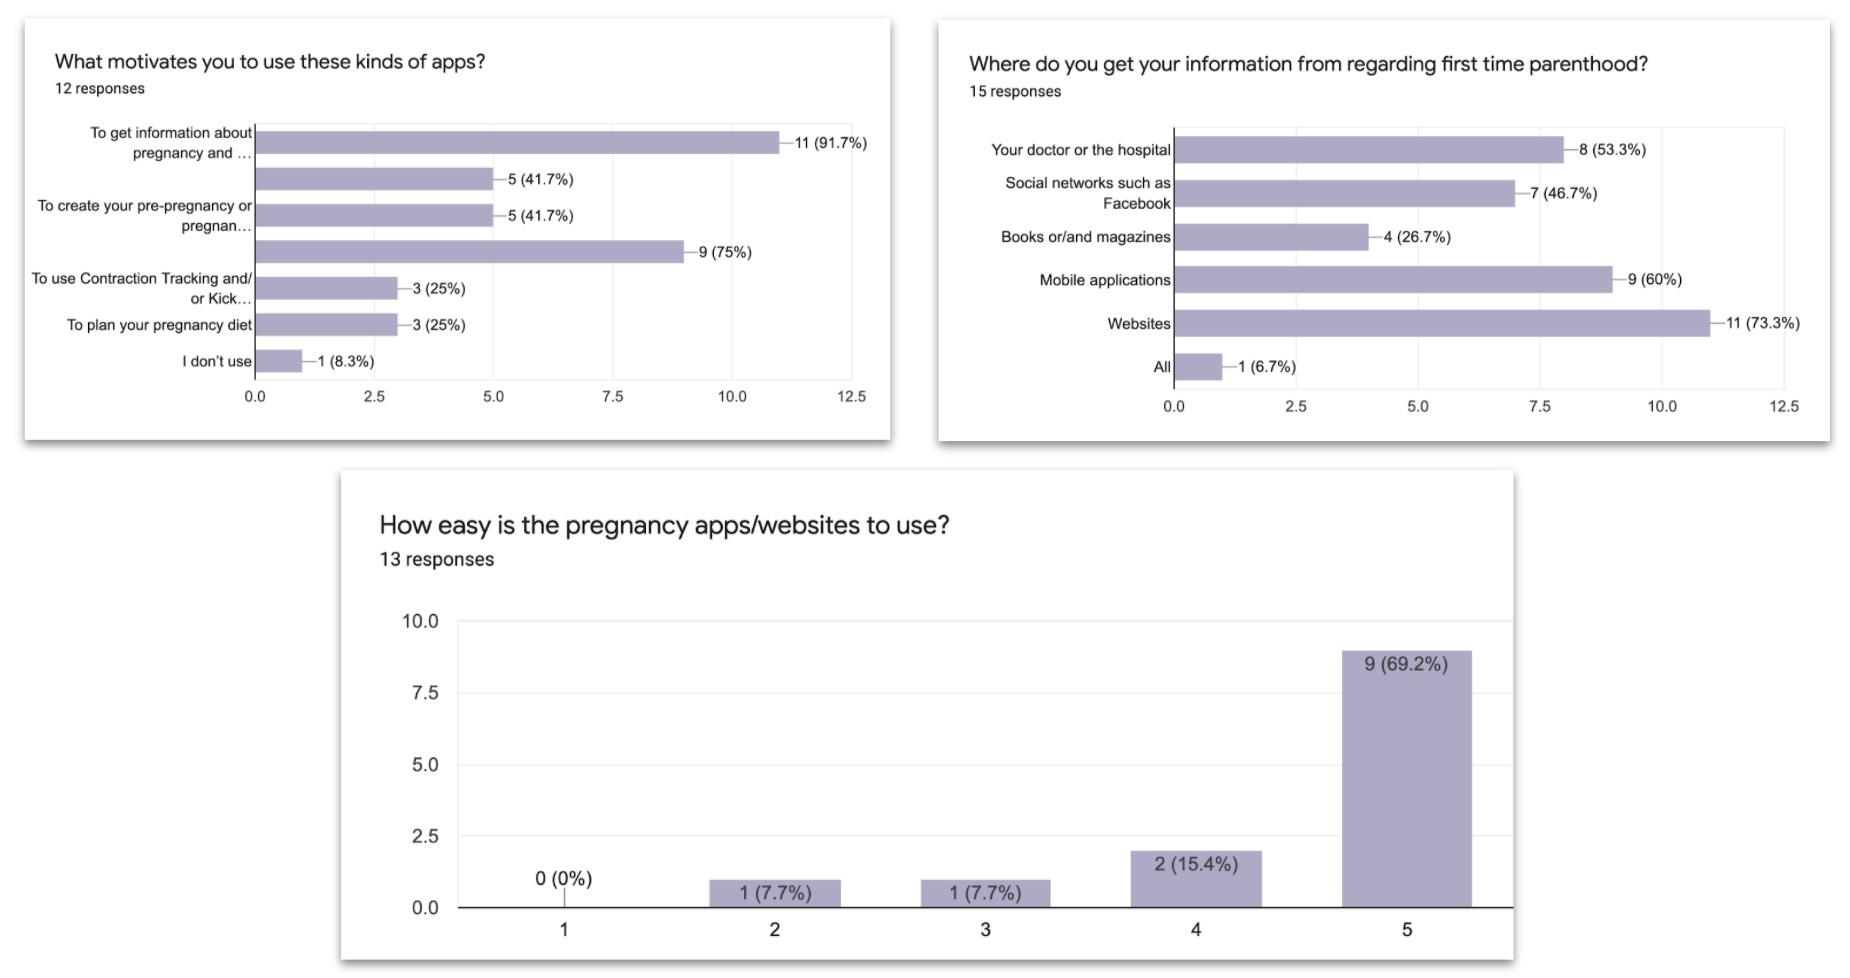 What motivates you to use these kinds of apps?
12 responses
To get information about
pregnancy and …
11 (91.7%)
5 (41.7%)
To create your pre-pregnancy or
pregnan…
5 (41.7%)
9 (75%)
To use Contraction Tracking and/
or Kick…
3 (25%)
To plan your pregnancy diet
3 (25%)
I don't use
1 (8.3%)
0.0 2.5 5.0 7.5 10.0 12.5
Where do you get your information from regarding first time parenthood?
15 responses
Your doctor or the hospital
8 (53.3%)
Social networks such as
Facebook
7 (46.7%)
Books or/and magazines
4 (26.7%)
Mobile applications
9 (60%)
Websites
11 (73.3%)
All
1 (6.7%)
0.0 2.5 5.0 7.5 10.0 12.5
How easy is the pregnancy apps/websites to use?
13 responses
10.0
7.5
5.0
2.5
0.0
0 (0%)
1 (7.7%)
1 (7.7%)
2 (15.4%)
9 (69.2%)
1 2 3 4 5